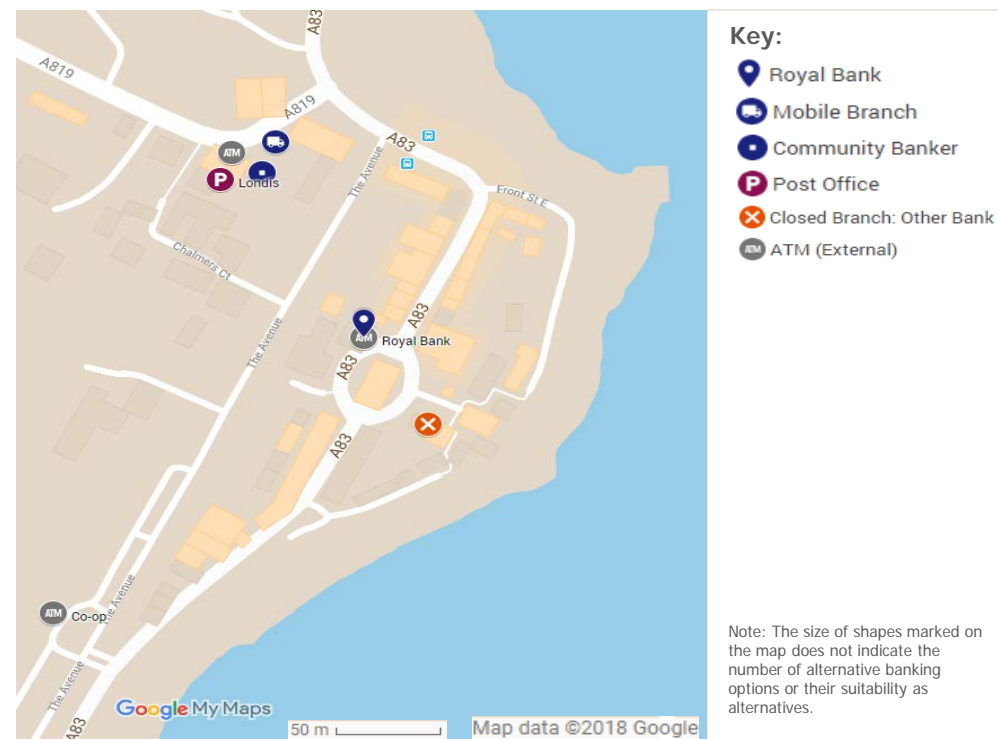 A83
A819
A819
A83
ATM
P
Londis
The Avenue
Chalmers Ct
Front St E
The Avenue
A83
ATM
Royal Bank
A83
A83
ATM
Co-op
The Avenue
The Avenue
A83
Google My Maps
50 m
Map data ©2018 Google
Key:
Royal Bank
Mobile Branch
Community Banker
P Post Office
Closed Branch: Other Bank
ATM ATM (External)
Note: The size of shapes marked on
the map does not indicate the
number of alternative banking
options or their suitability as
alternatives.